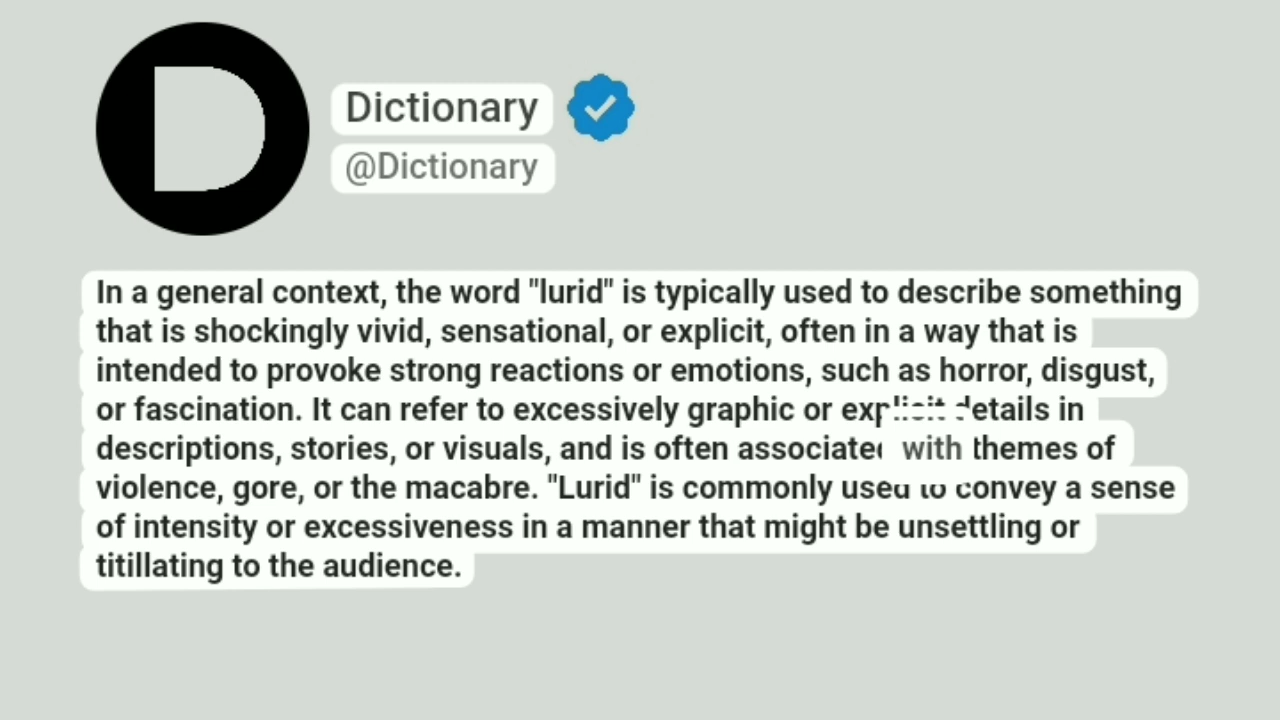 D
Dictionary
@Dictionary
In a general context, the word "lurid" is typically used to describe something
that is shockingly vivid, sensational, or explicit, often in a way that is
intended to provoke strong reactions or emotions, such as horror, disgust,
or fascination. It can refer to excessively graphic or explicit details in
descriptions, stories, or visuals, and is often associated with themes of
violence, gore, or the macabre. "Lurid" is commonly used to convey a sense
of intensity or excessiveness in a manner that might be unsettling or
titillating to the audience.